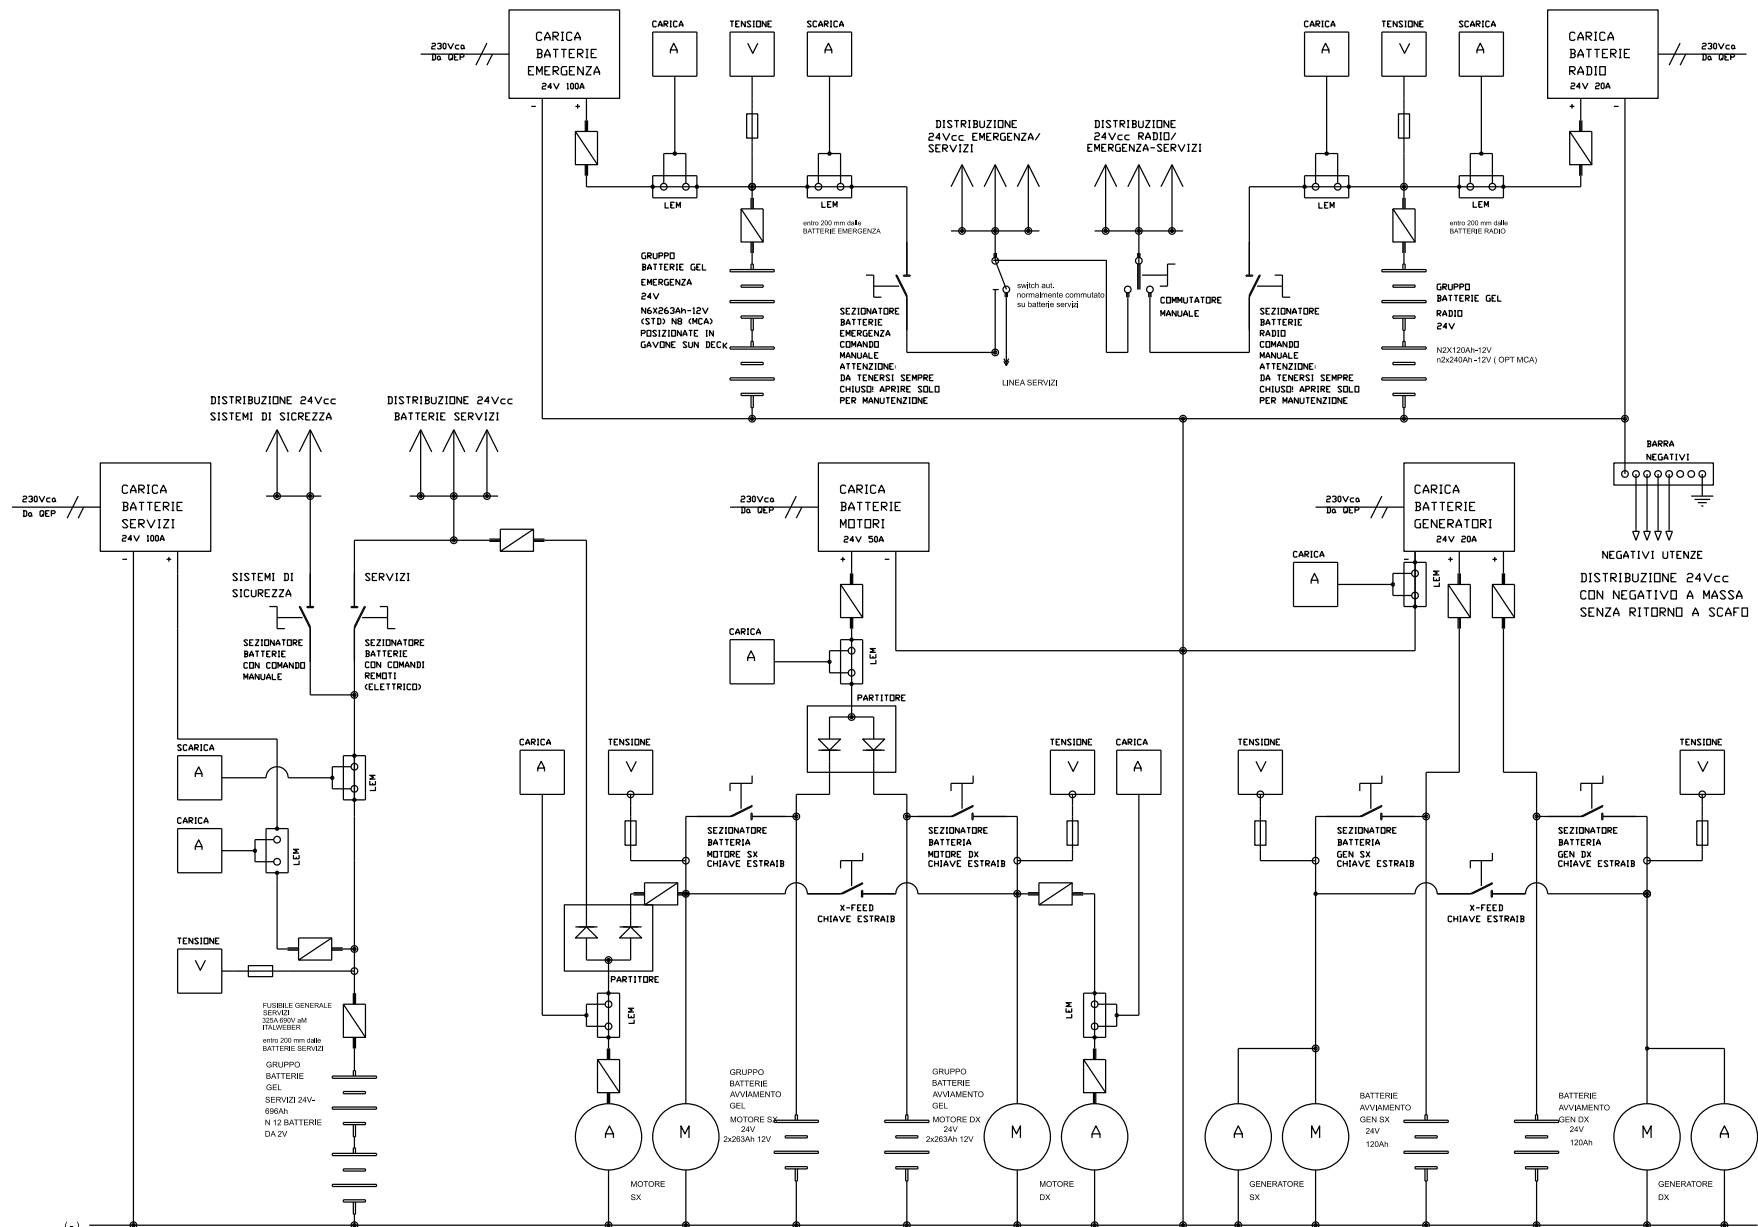 CARICA
BATTERIE
EMERGENZA
24V 100A
230Vca
Da QEP
-
+
CARICA
A
TENSIONE
V
SCARICA
A
LEM
LEM
entro 200 mm dalle
BATTERIE EMERGENZA
GRUPPO
BATTERIE GEL
EMERGENZA
24V
N6X263Ah-12V
(STD) N8 (MCA)
POSIZIONATE IN
GAVONE SUN DECK
SEZIONATORE
BATTERIE
EMERGENZA
COMANDO
MANUALE
ATTENZIONE:
DA TENERSI SEMPRE
CHIUSO! APRIRE SOLO
PER MANUTENZIONE
DISTRIBUZIONE
24Vcc EMERGENZA/
SERVIZI
DISTRIBUZIONE
24Vcc RADIO/
EMERGENZA-SERVIZI
switch aut.
normalmente commutato
su batterie servizi
LINEA SERVIZI
COMMUTATORE
MANUALE
SEZIONATORE
BATTERIE
RADIO
COMANDO
MANUALE
ATTENZIONE:
DA TENERSI SEMPRE
CHIUSO! APRIRE SOLO
PER MANUTENZIONE
CARICA
A
TENSIONE
V
SCARICA
A
LEM
LEM
entro 200 mm dalle
BATTERIE RADIO
CARICA
BATTERIE
RADIO
24V 20A
+
-
230Vca
Da QEP
GRUPPO
BATTERIE GEL
RADIO
24V
N2X120Ah-12V
n2x240Ah-12V ( OPT MCA)
DISTRIBUZIONE 24Vcc
SISTEMI DI SICREZZA
DISTRIBUZIONE 24Vcc
BATTERIE SERVIZI
230Vca
Da QEP
CARICA
BATTERIE
SERVIZI
24V 100A
-
+
SISTEMI DI
SICUREZZA
SERVIZI
SEZIONATORE
BATTERIE
CON COMANDO
MANUALE
SEZIONATORE
BATTERIE
CON COMANDI
REMOTI
(ELETTRICO)
SCARICA
A
LEM
CARICA
A
LEM
TENSIONE
V
FUSIBILE GENERALE
SERVIZI
325A 690V aM
ITALWEBER
entro 200 mm dalle
BATTERIE SERVIZI
GRUPPO
BATTERIE
GEL
SERVIZI 24V-
696Ah
N 12 BATTERIE
DA 2V
230Vca
Da QEP
CARICA
BATTERIE
MOTORI
24V 50A
+
-
CARICA
A
LEM
PARTITORE
CARICA
A
TENSIONE
V
TENSIONE
V
CARICA
A
SEZIONATORE
BATTERIA
MOTORE SX
CHIAVE ESTRAIB
SEZIONATORE
BATTERIA
MOTORE DX
CHIAVE ESTRAIB
X-FEED
CHIAVE ESTRAIB
PARTITORE
LEM
LEM
GRUPPO
BATTERIE
AVVIAMENTO
GEL
MOTORE SX
24V
2x263Ah 12V
GRUPPO
BATTERIE
AVVIAMENTO
GEL
MOTORE DX
24V
2x263Ah 12V
A
M
M
A
MOTORE
SX
MOTORE
DX
230Vca
Da QEP
CARICA
BATTERIE
GENERATORI
24V 20A
-
+
+
CARICA
A
LEM
BARRA
NEGATIVI
NEGATIVI UTENZE
DISTRIBUZIONE 24Vcc
CON NEGATIVO A MASSA
SENZA RITORNO A SCAFO
TENSIONE
V
TENSIONE
V
SEZIONATORE
BATTERIA
GEN SX
CHIAVE ESTRAIB
SEZIONATORE
BATTERIA
GEN DX
CHIAVE ESTRAIB
X-FEED
CHIAVE ESTRAIB
BATTERIE
AVVIAMENTO
GEN SX
24V
120Ah
BATTERIE
AVVIAMENTO
GEN DX
24V
120Ah
A
M
M
A
GENERATORE
SX
GENERATORE
DX
(-)